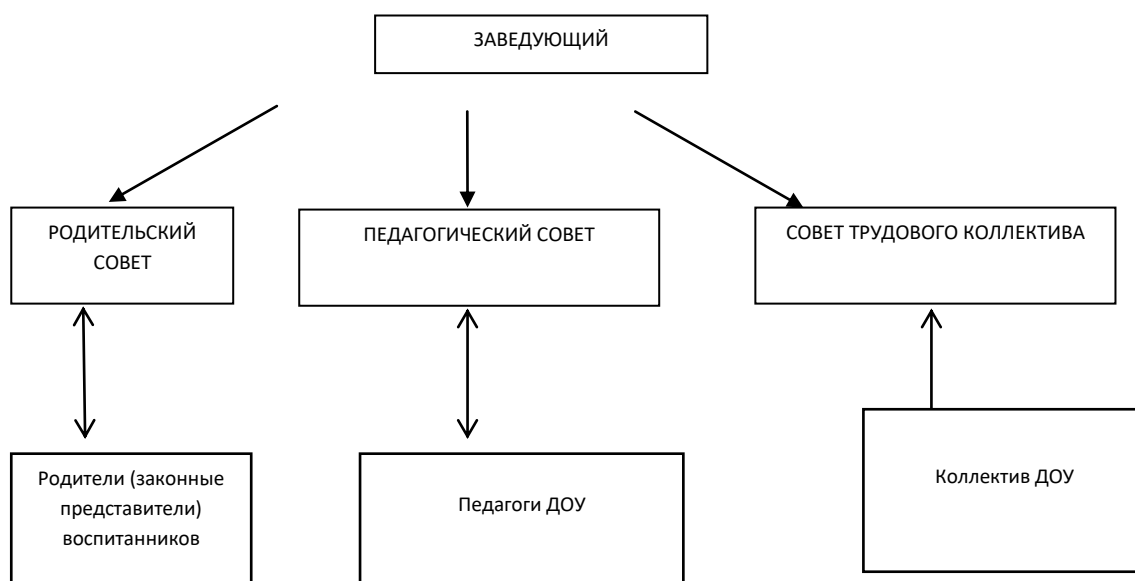 ЗАВЕДУЮЩИЙ
РОДИТЕЛЬСКИЙ
СОВЕТ
ПЕДАГОГИЧЕСКИЙ СОВЕТ
СОВЕТ ТРУДОВОГО КОЛЛЕКТИВА
Родители (законные
представители)
воспитанников
Педагоги ДОУ
Коллектив ДОУ